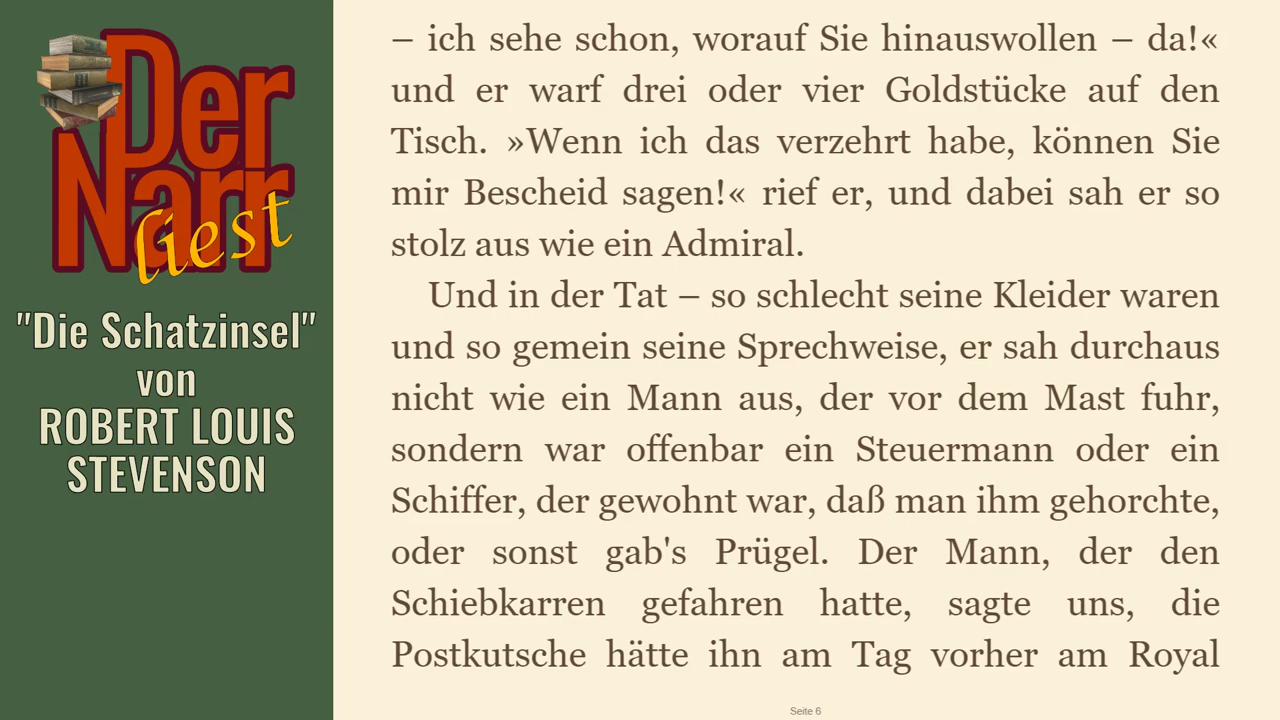 Der
Narr
liest
"Die Schatzinsel"
von
ROBERT LOUIS
STEVENSON
– ich sehe schon, worauf Sie hinauswollen – da!«
und er warf drei oder vier Goldstücke auf den
Tisch. »Wenn ich das verzehrt habe, können Sie
mir Bescheid sagen!« rief er, und dabei sah er so
stolz aus wie ein Admiral.
Und in der Tat – so schlecht seine Kleider waren
und so gemein seine Sprechweise, er sah durchaus
nicht wie ein Mann aus, der vor dem Mast fuhr,
sondern war offenbar ein Steuermann oder ein
Schiffer, der gewohnt war, daß man ihm gehorchte,
oder sonst gab's Prügel. Der Mann, der den
Schiebkarren gefahren hatte, sagte uns, die
Postkutsche hätte ihn am Tag vorher am Royal
Seite 6